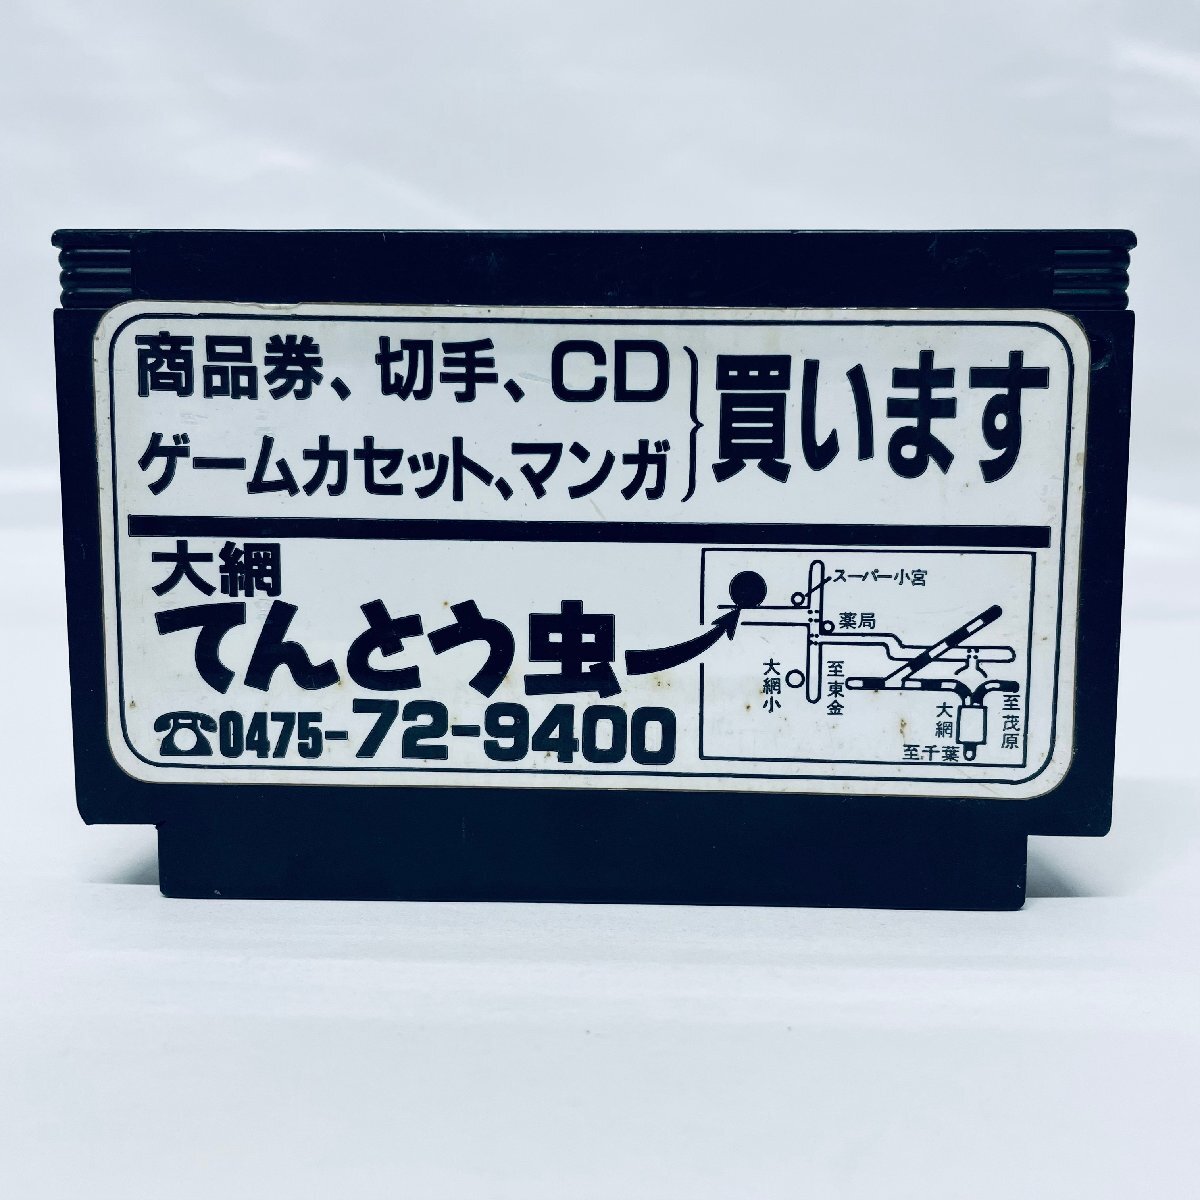 商品券、切手、CD
ゲームカセット、マンガ
買います
大網
てんとう虫
☎0475-72-9400
スーパー小宮
薬局
大網小
至東金
大網
至茂原
至千葉